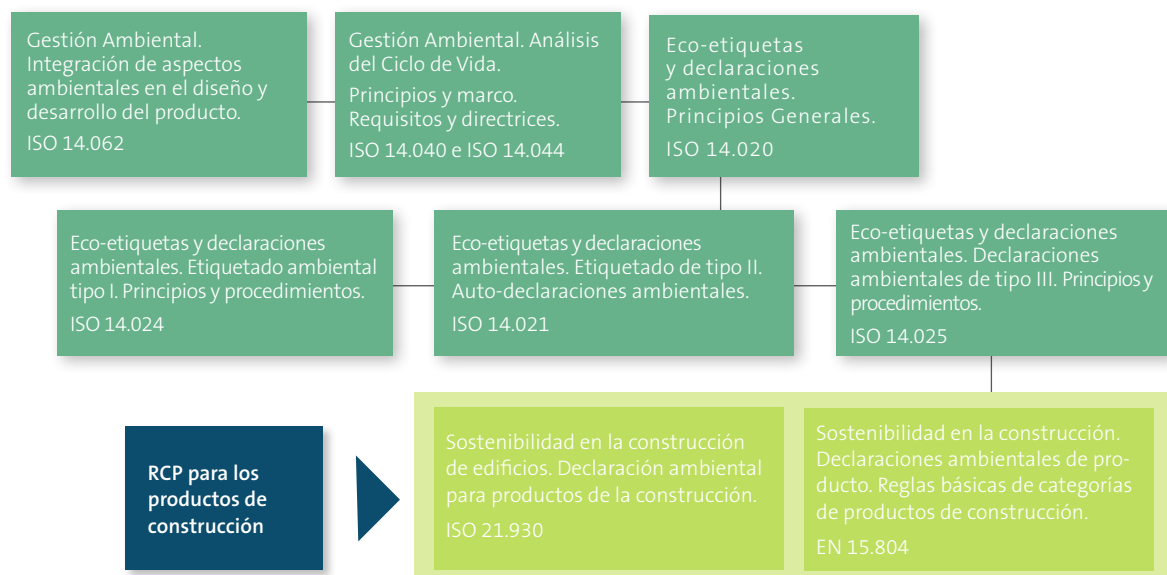 Gestión Ambiental.
Integración de aspectos
ambientales en el diseño y
desarrollo del producto.
ISO 14.062
Gestión Ambiental. Análisis
del Ciclo de Vida.
Principios y marco.
Requisitos y directrices.
ISO 14.040 e ISO 14.044
Eco-etiquetas
y declaraciones
ambientales.
Principios Generales.
ISO 14.020
Eco-etiquetas y declaraciones
ambientales. Etiquetado ambiental
tipo I. Principios y procedimientos.
ISO 14.024
Eco-etiquetas y declaraciones
ambientales. Etiquetado de tipo II.
Auto-declaraciones ambientales.
ISO 14.021
Eco-etiquetas y declaraciones
ambientales. Declaraciones
ambientales de tipo III. Principios y
procedimientos.
ISO 14.025
RCP para los
productos de
construcción
Sostenibilidad en la construcción
de edificios. Declaración ambiental
para productos de la construcción.
ISO 21.930
Sostenibilidad en la construcción.
Declaraciones ambientales de pro-
ducto. Reglas básicas de categorías
de productos de construcción.
EN 15.804